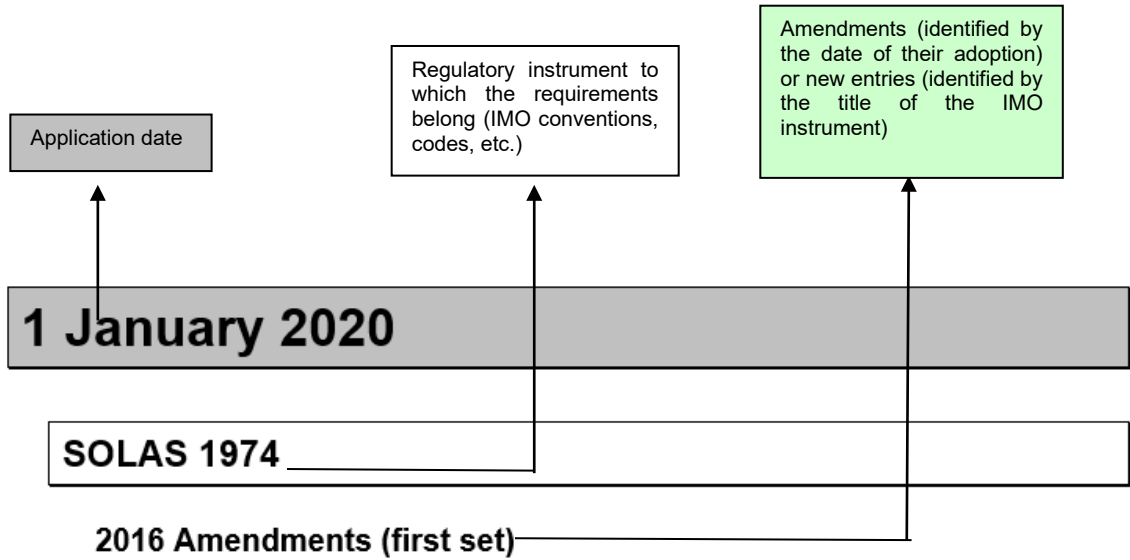 Amendments (identified by
the date of their adoption)
or new entries (identified by
the title of the IMO
instrument)
Regulatory instrument to
which the requirements
belong (IMO conventions,
codes, etc.)
Application date
1 January 2020
SOLAS 1974
2016 Amendments (first set)